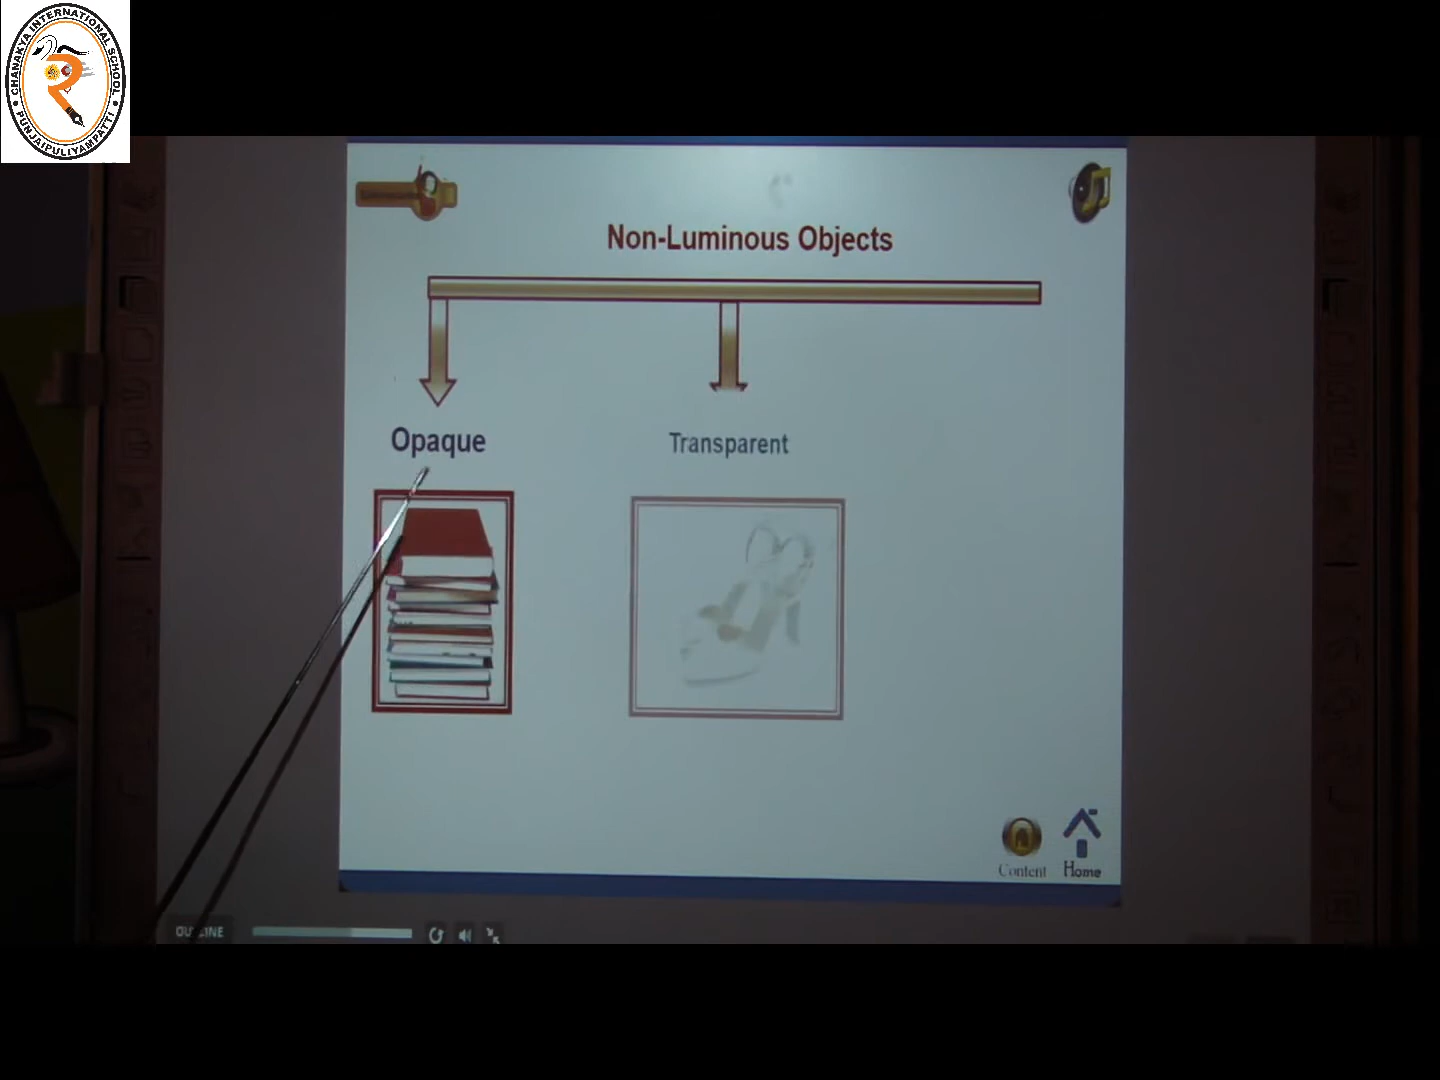 CHANAKYA INTERNATIONAL SCHOOL
PUNJAIPULIYAMPATTI
Non-Luminous Objects
Opaque
Transparent
Content
Home